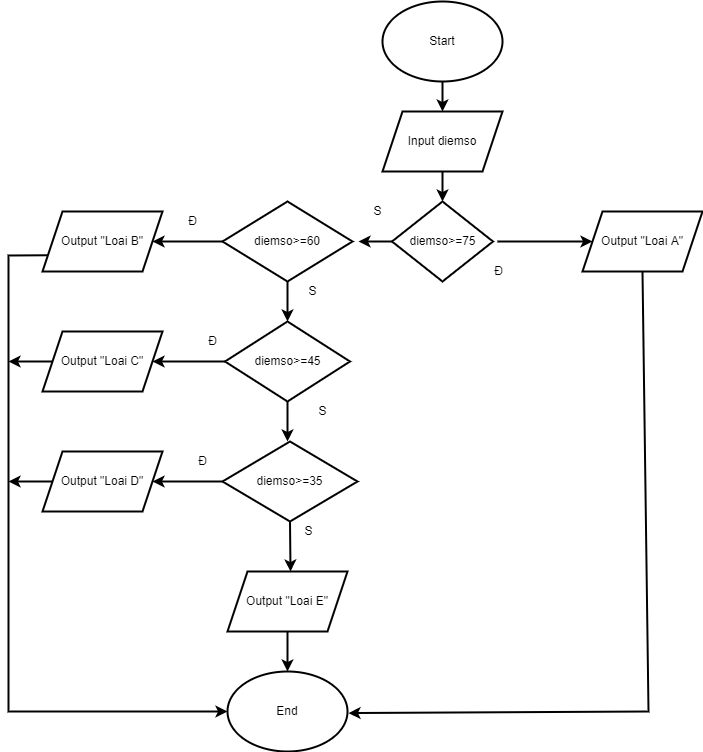 Start
Input diemso
diemso>=75
S
Đ
Output "Loai A"
diemso>=60
Đ
Output "Loai B"
S
diemso>=45
Đ
Output "Loai C"
S
diemso>=35
Đ
Output "Loai D"
S
Output "Loai E"
End